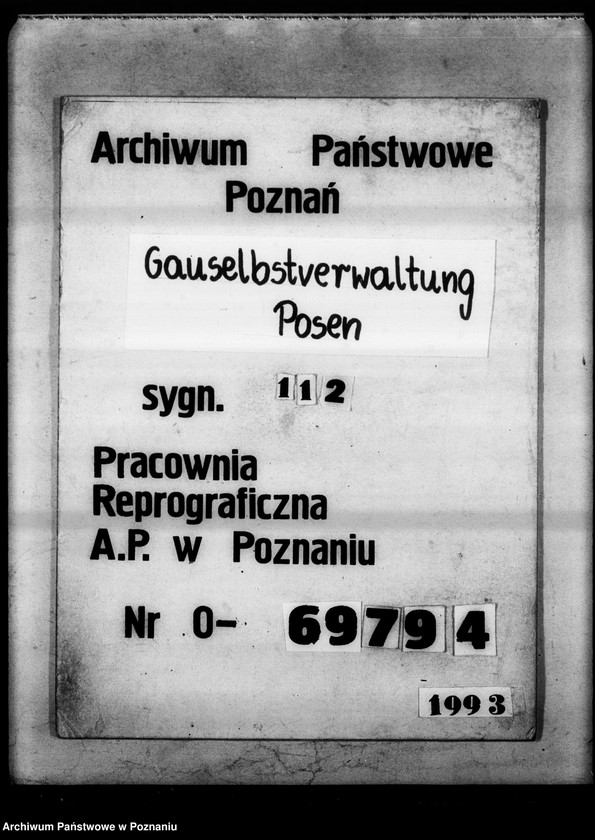 Archiwum Państwowe
Poznań
Gauselbstverwaltung
Posen
sygn. 112
Pracownia
Reprograficzna
A.P. w Poznaniu
Nr 0- 69794
1993
Archiwum Państwowe w Poznaniu